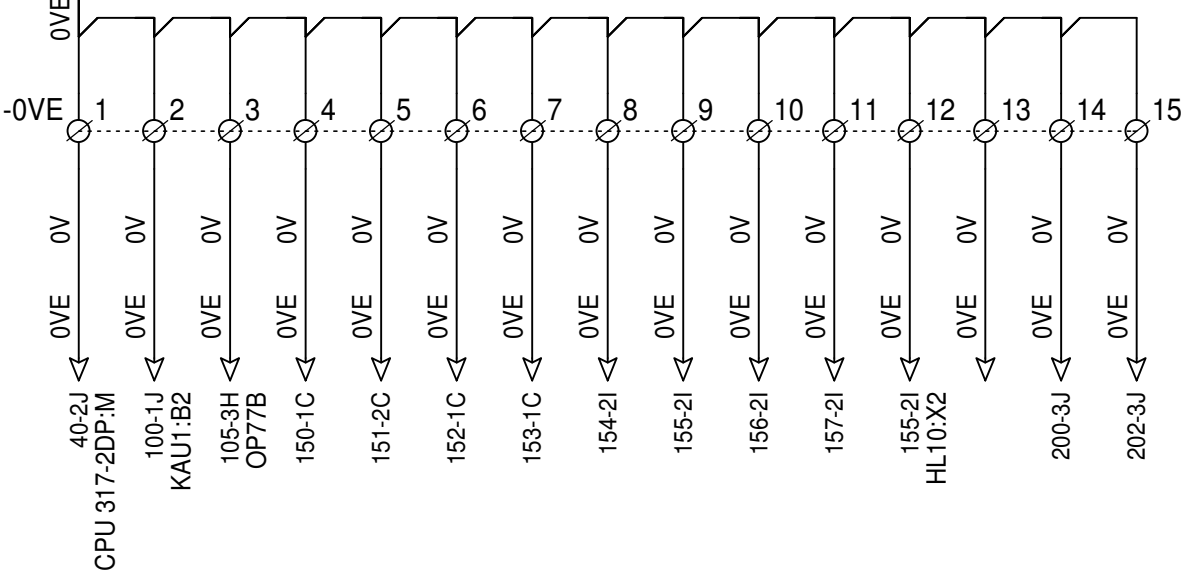 0VE
-0VE 1 2 3 4 5 6 7 8 9 10 11 12 13 14 15
0V 0V 0V 0V 0V 0V 0V 0V 0V 0V 0V 0V 0V 0V 0V
0VE 0VE 0VE 0VE 0VE 0VE 0VE 0VE 0VE 0VE 0VE 0VE 0VE 0VE 0VE
40-2J
CPU 317-2DP:M
100-1J
KAU1:B2
105-3H
OP77B
150-1C
151-2C
152-1C
153-1C
154-2I
155-2I
156-2I
157-2I
155-2I
HL10:X2
200-3J
202-3J